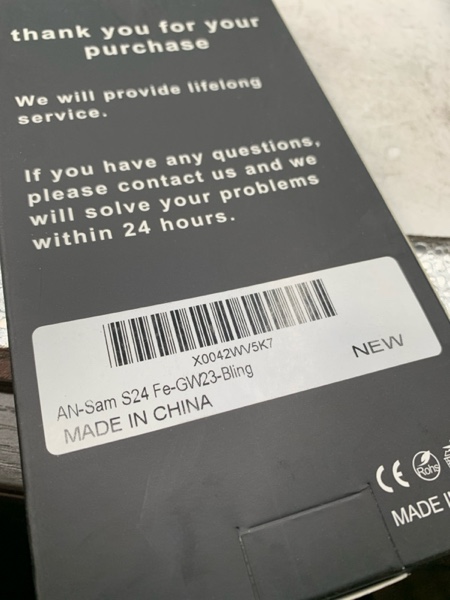 thank you for your
purchase
We will provide lifelong
service.
If you have any questions,
please contact us and we
will solve your problems
within 24 hours.
X0042WV5K7
AN-Sam S24 Fe-GW23-Bling
NEW
MADE IN CHINA
CE RoHS
MADE